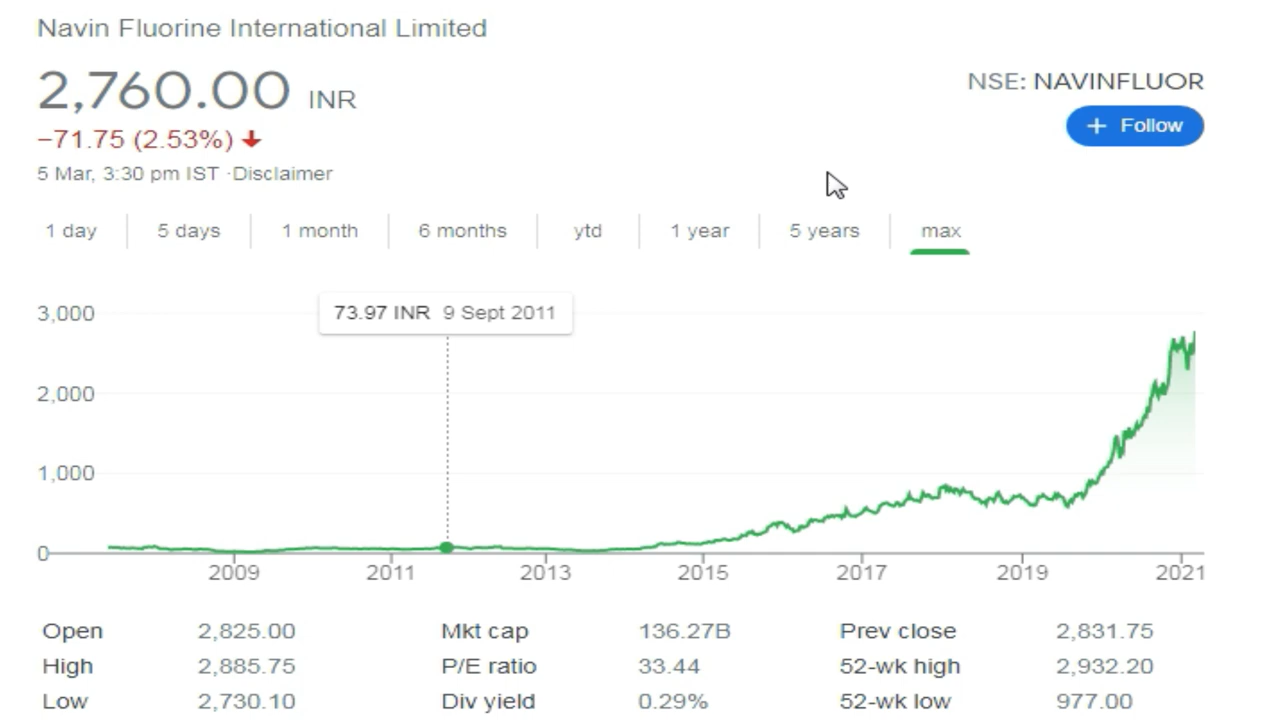 Navin Fluorine International Limited
2,760.00 INR
NSE: NAVINFLUOR
−71.75 (2.53%)
+ Follow
5 Mar, 3:30 pm IST ·Disclaimer
1 day 5 days 1 month 6 months ytd 1 year 5 years max
73.97 INR 9 Sept 2011
3,000
2,000
1,000
0
2009 2011 2013 2015 2017 2019 2021
Open 2,825.00 Mkt cap 136.27B Prev close 2,831.75
High 2,885.75 P/E ratio 33.44 52-wk high 2,932.20
Low 2,730.10 Div yield 0.29% 52-wk low 977.00